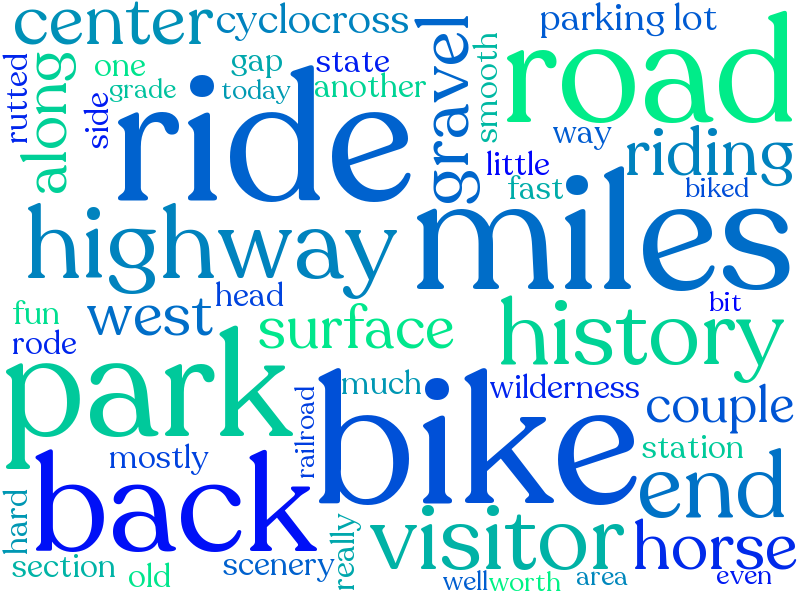 center
cyclocross
parking lot
rutted
along
one
grade
gap
today
state
another
side
ride
gravel
smooth
road
way
riding
little
fast
biked
miles
highway
head
west
fun
rode
surface
history
bit
park
much
wilderness
couple
railroad
bike
station
mostly
back
end
hard
section
old
scenery
really
visitor
horse
well
worth
area
even